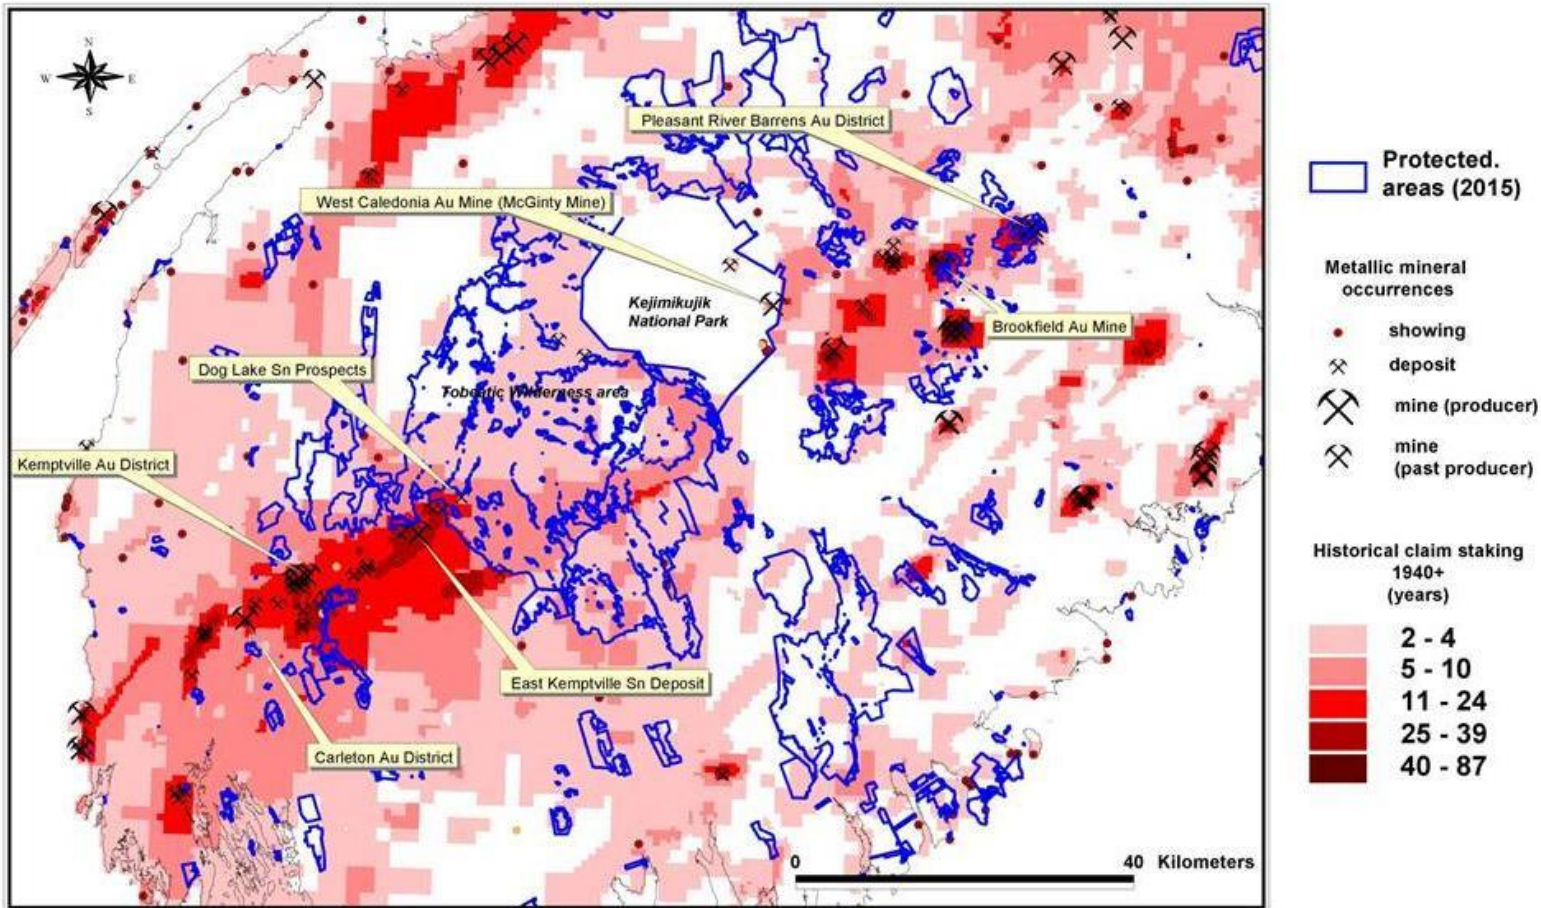 N
W E
S
Pleasant River Barrens Au District
West Caledonia Au Mine (McGinty Mine)
Kejimikujik
National Park
Brookfield Au Mine
Dog Lake Sn Prospects
Tobeatic Wilderness area
Kemptville Au District
East Kemptville Sn Deposit
Carleton Au District
0 40 Kilometers
Protected.
areas (2015)
Metallic mineral
occurrences
showing
deposit
mine (producer)
mine
(past producer)
Historical claim staking
1940+
(years)
2 - 4
5 - 10
11 - 24
25 - 39
40 - 87